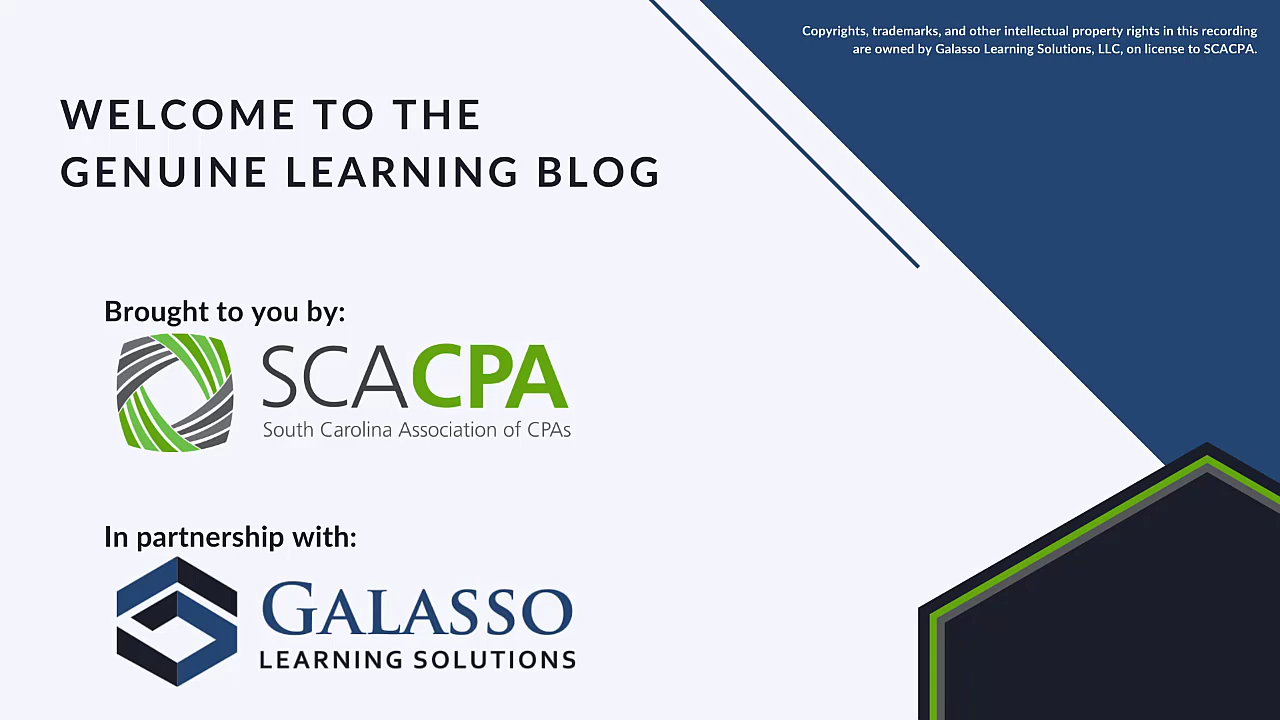 Copyrights, trademarks, and other intellectual property rights in this recording
are owned by Galasso Learning Solutions, LLC, on license to SCACPA.
WELCOME TO THE
GENUINE LEARNING BLOG
Brought to you by:
SCACPA
South Carolina Association of CPAs
In partnership with:
GALASSO
LEARNING SOLUTIONS